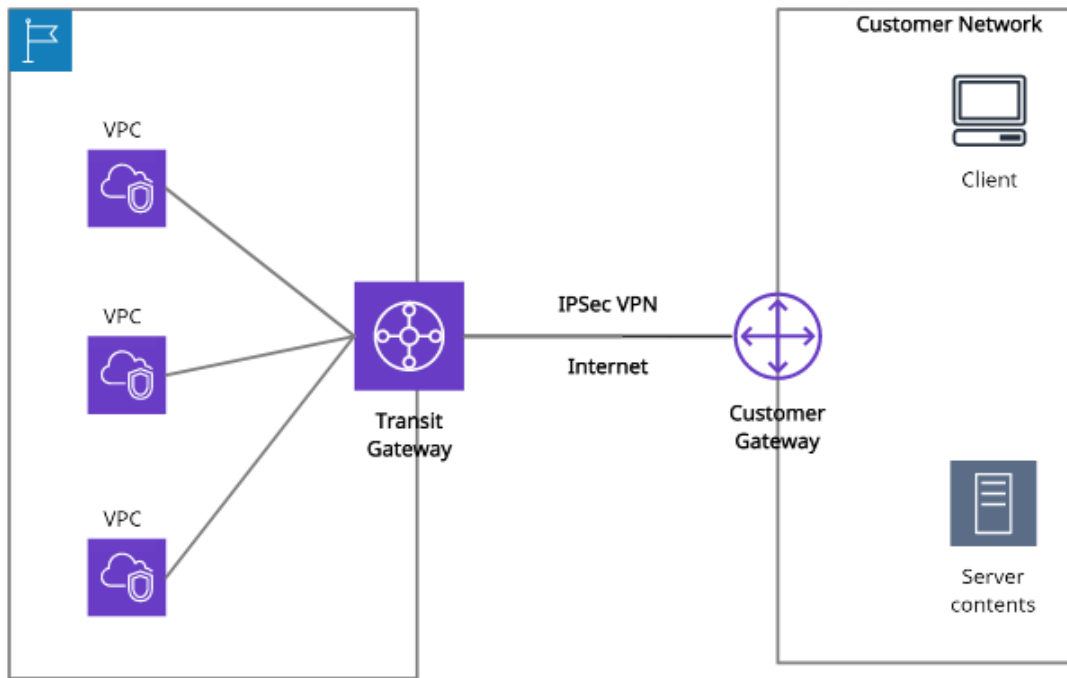 Customer Network
VPC
Client
VPC
IPSec VPN
Internet
Transit
Gateway
Customer
Gateway
VPC
Server
contents